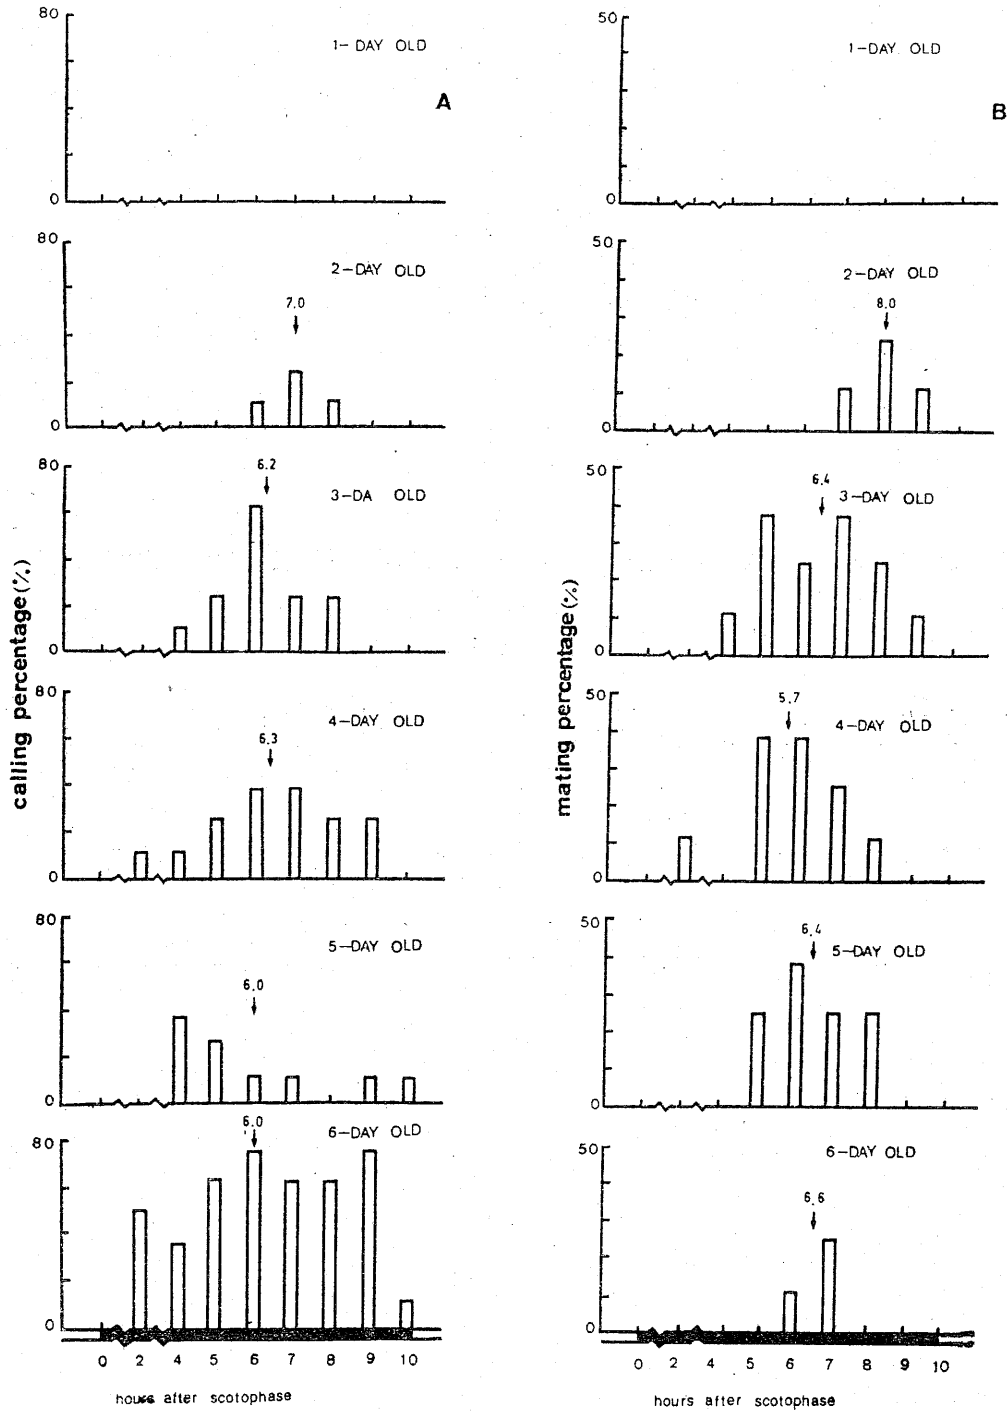 80
1-DAY OLD
A
0
80
2-DAY OLD
7.0
0
80
6.2
3-DA OLD
0
80
4-DAY OLD
6.3
0
80
5-DAY OLD
6.0
0
80
6.0
6-DAY OLD
0
0 2 4 5 6 7 8 9 10
hours after scotophase
calling percentage (%)
50
1-DAY OLD
B
0
50
2-DAY OLD
8.0
0
50
6.4
3-DAY OLD
0
50
5.7
4-DAY OLD
0
50
6.4
5-DAY OLD
0
50
6-DAY OLD
6.6
0
0 2 4 5 6 7 8 9 10
hours after scotophase
mating percentage (%)